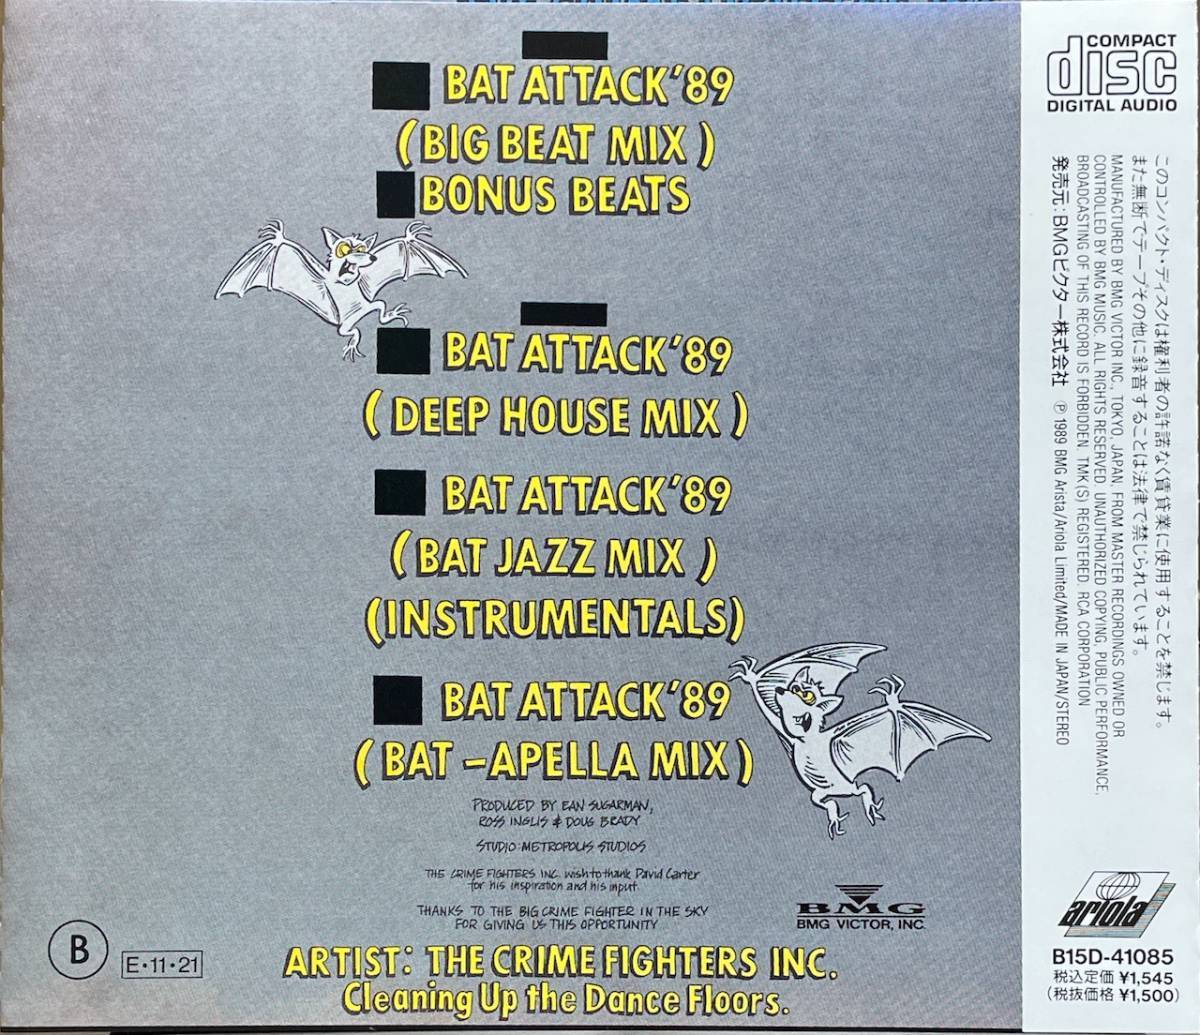 BAT ATTACK '89
(BIG BEAT MIX)
BONUS BEATS
BAT ATTACK '89
(DEEP HOUSE MIX)
BAT ATTACK '89
(BAT JAZZ MIX)
(INSTRUMENTALS)
BAT ATTACK '89
(BAT-APELLA MIX)
PRODUCED BY EAN SUGARMAN,
ROSS INGLIS & DOUG BRADY
STUDIO: METROPOLIS STUDIOS
THE CRIME FIGHTERS INC. wish to thank David Carter
for his inspiration and his input.
THANKS TO THE BIG CRIME FIGHTER IN THE SKY
FOR GIVING US THIS OPPORTUNITY
ARTIST: THE CRIME FIGHTERS INC.
Cleaning Up the Dance Floors.
B
E・11・21
BMG
BMG VICTOR, INC.
COMPACT
disc
DIGITAL AUDIO
このコンパクト・ディスクは権利者の許諾なく賃貸業に使用することを禁じます。
また無断でテープその他に録音することは法律で禁じられています。
MANUFACTURED BY BMG VICTOR INC., TOKYO, JAPAN, FROM MASTER RECORDINGS OWNED OR
CONTROLLED BY BMG MUSIC. ALL RIGHTS RESERVED. UNAUTHORIZED COPYING, PUBLIC PERFORMANCE,
BROADCASTING OF THIS RECORD IS FORBIDDEN. TMK(S) REGISTERED. RCA CORPORATION
発売元：BMGビクター株式会社 Ⓟ 1989 BMG Arista/Ariola Limited/MADE IN JAPAN/STEREO
ariola
B15D-41085
税込定価 ¥1,545
(税抜価格 ¥1,500)